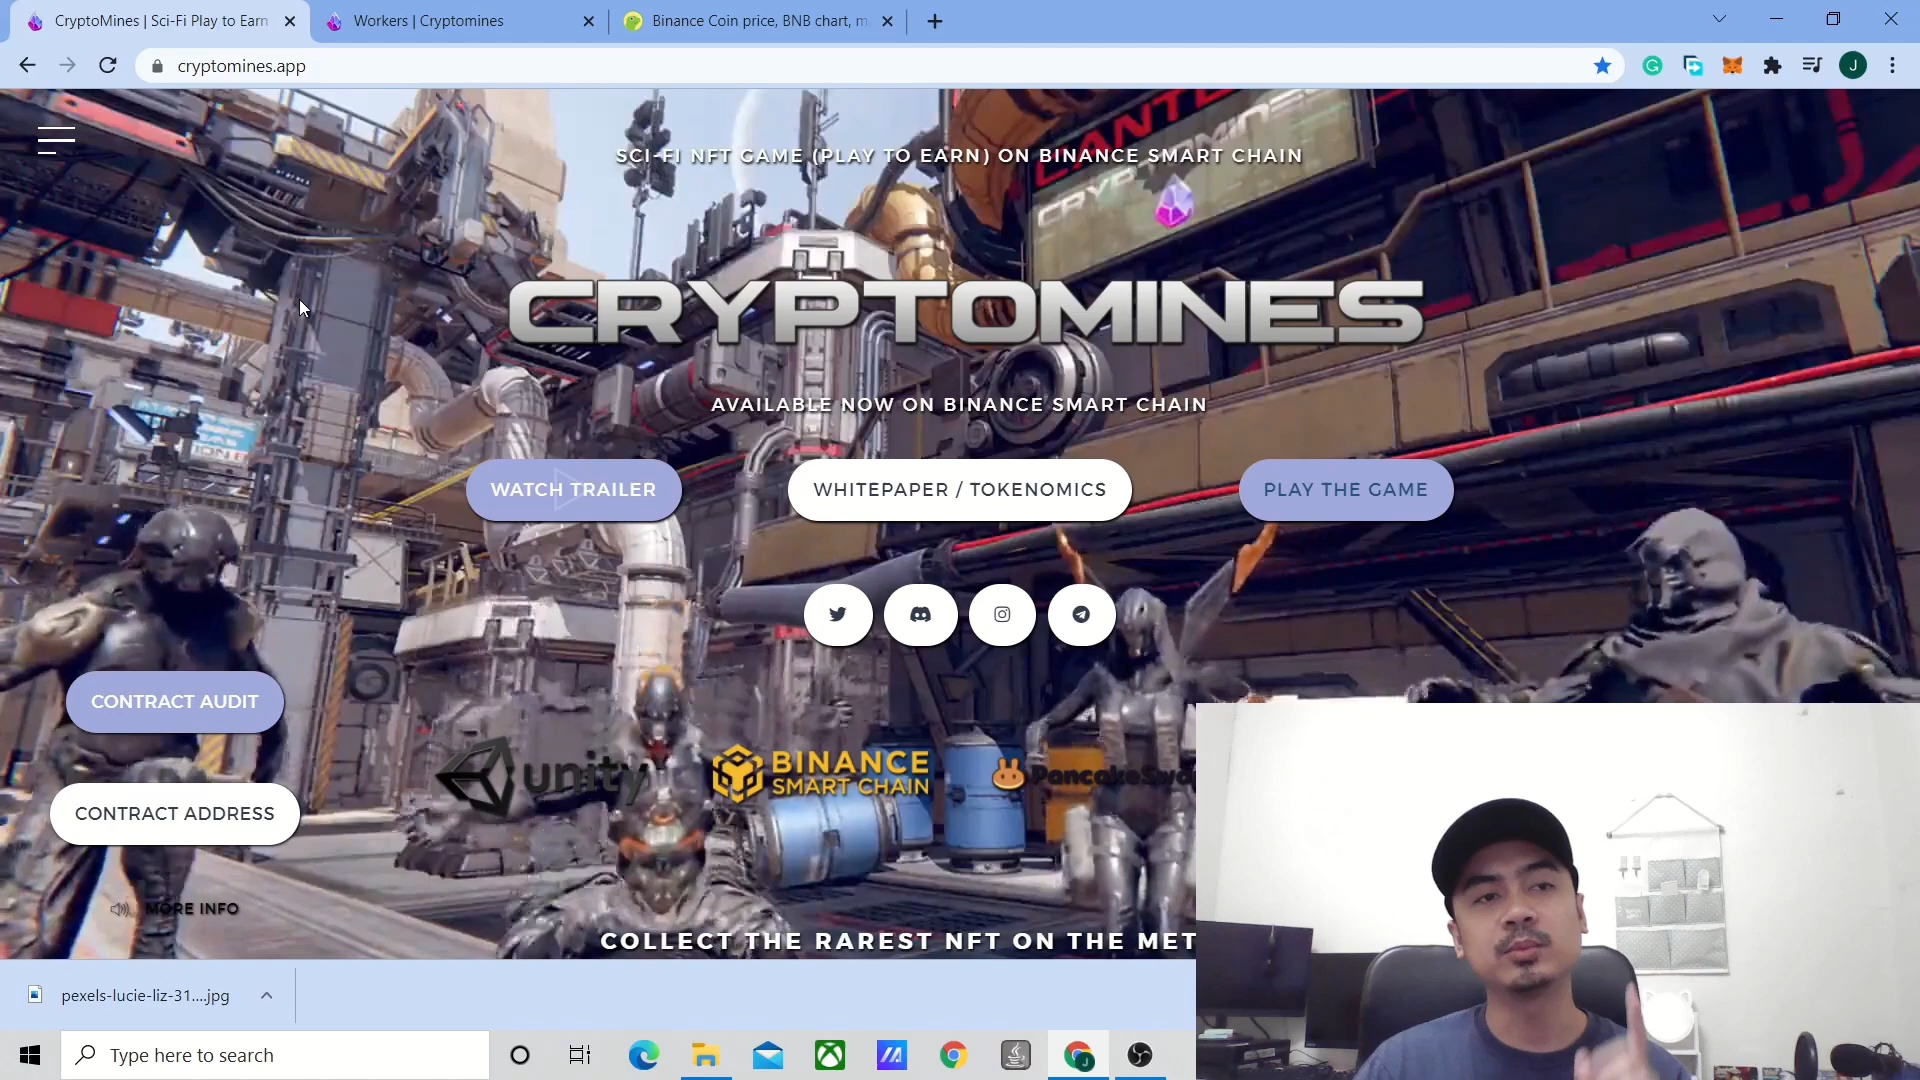 CryptoMines | Sci-Fi Play to Earn
Workers | Cryptomines
Binance Coin price, BNB chart, m
cryptomines.app
J
CRYPTOMINES
SCI-FI NFT GAME (PLAY TO EARN) ON BINANCE SMART CHAIN
CRYPTOMINES
AVAILABLE NOW ON BINANCE SMART CHAIN
WATCH TRAILER
WHITEPAPER / TOKENOMICS
PLAY THE GAME
CONTRACT AUDIT
CONTRACT ADDRESS
unity
BINANCE
SMART CHAIN
PancakeSwa
MORE INFO
COLLECT THE RAREST NFT ON THE MET
pexels-lucie-liz-31....jpg
Type here to search
J